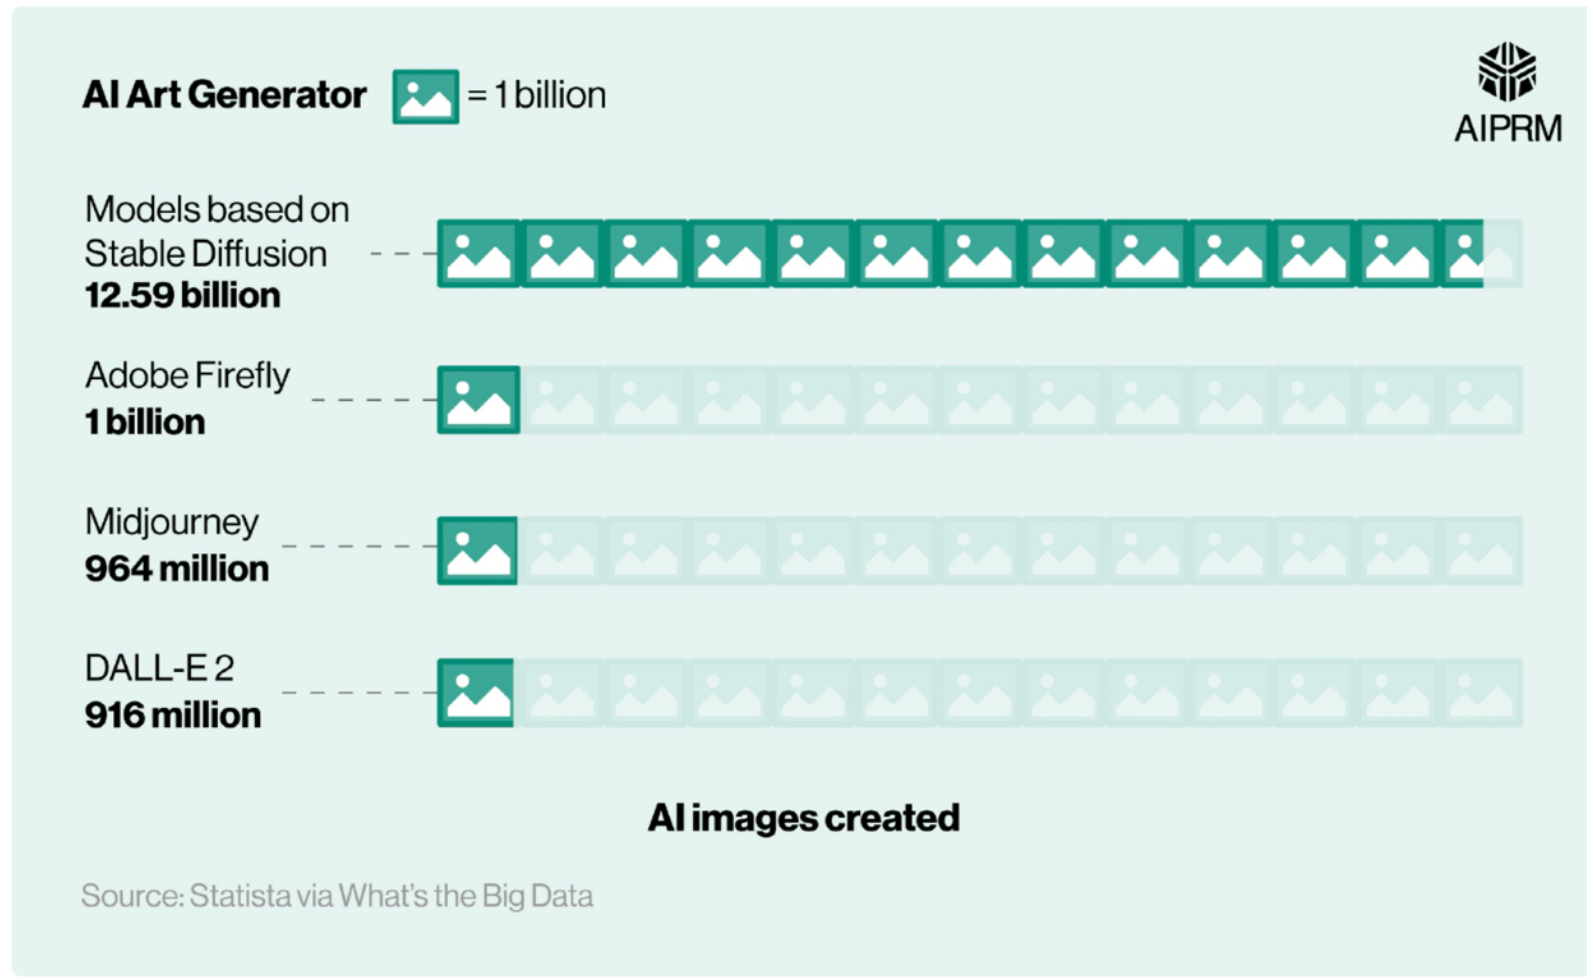 AI Art Generator = 1 billion
AIPRM
Models based on
Stable Diffusion
12.59 billion
Adobe Firefly
1 billion
Midjourney
964 million
DALL-E 2
916 million
AI images created
Source: Statista via What's the Big Data